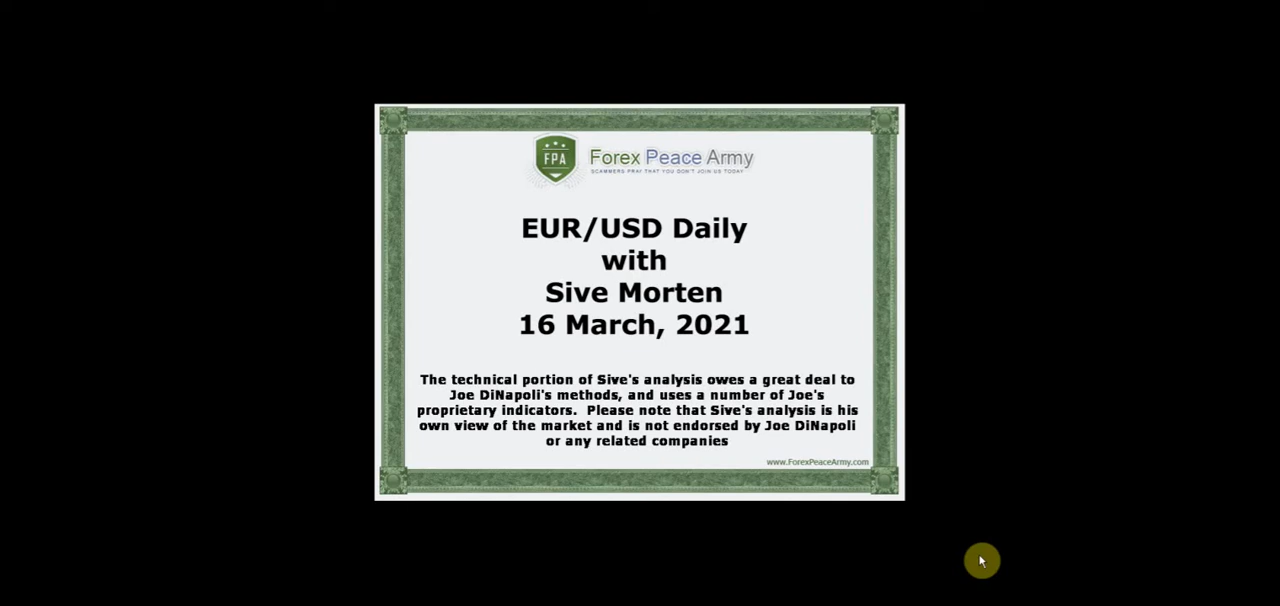 FPA
Forex Peace Army
SCAMMERS PRAY THAT YOU DON'T JOIN US TODAY
EUR/USD Daily
with
Sive Morten
16 March, 2021
The technical portion of Sive's analysis owes a great deal to
Joe DiNapoli's methods, and uses a number of Joe's
proprietary indicators.  Please note that Sive's analysis is his
own view of the market and is not endorsed by Joe DiNapoli
or any related companies
www.ForexPeaceArmy.com